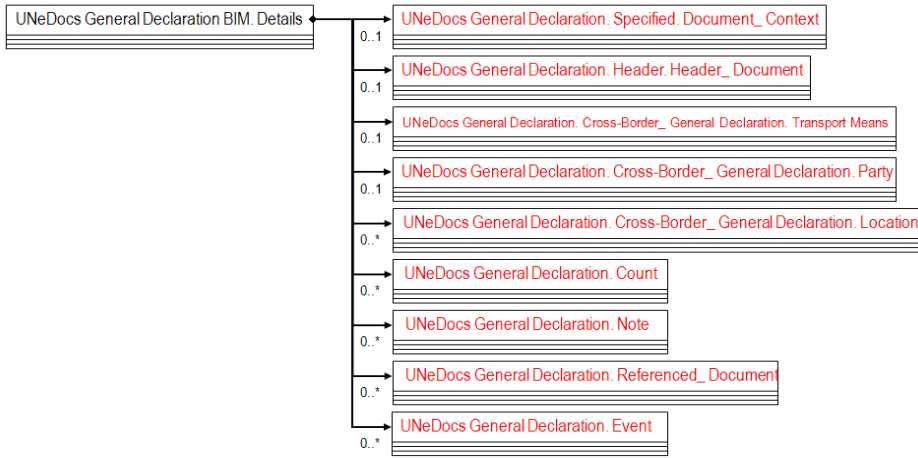 UNeDocs General Declaration BIM. Details
UNeDocs General Declaration. Specified. Document_ Context
0..1
UNeDocs General Declaration. Header. Header_ Document
0..1
UNeDocs General Declaration. Cross-Border_ General Declaration. Transport Means
0..1
UNeDocs General Declaration. Cross-Border_ General Declaration. Party
0..1
UNeDocs General Declaration. Cross-Border_ General Declaration. Location
0..*
UNeDocs General Declaration. Count
0..*
UNeDocs General Declaration. Note
0..*
UNeDocs General Declaration. Referenced_ Document
0..*
UNeDocs General Declaration. Event
0..*